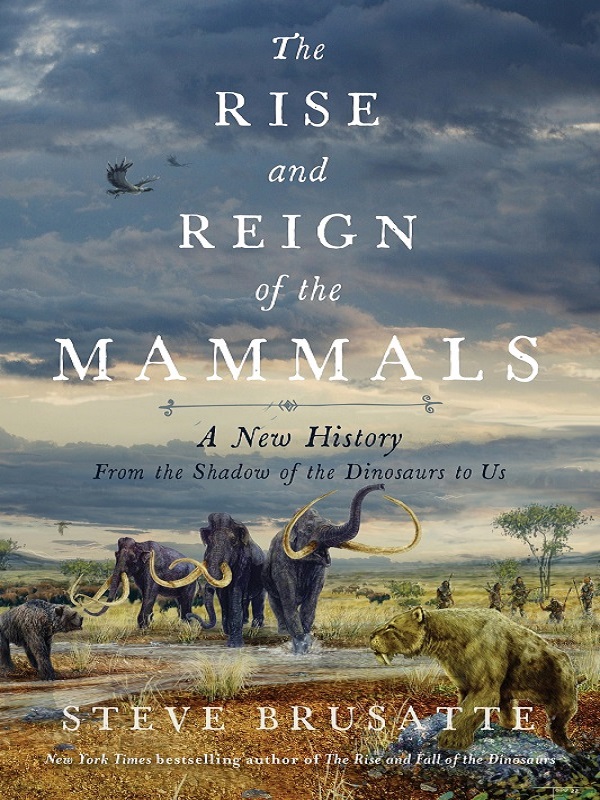 The
RISE
and
REIGN
of the
MAMMALS
A New History
From the Shadow of the Dinosaurs to Us
STEVE BRUSATTE
New York Times bestselling author of The Rise and Fall of the Dinosaurs